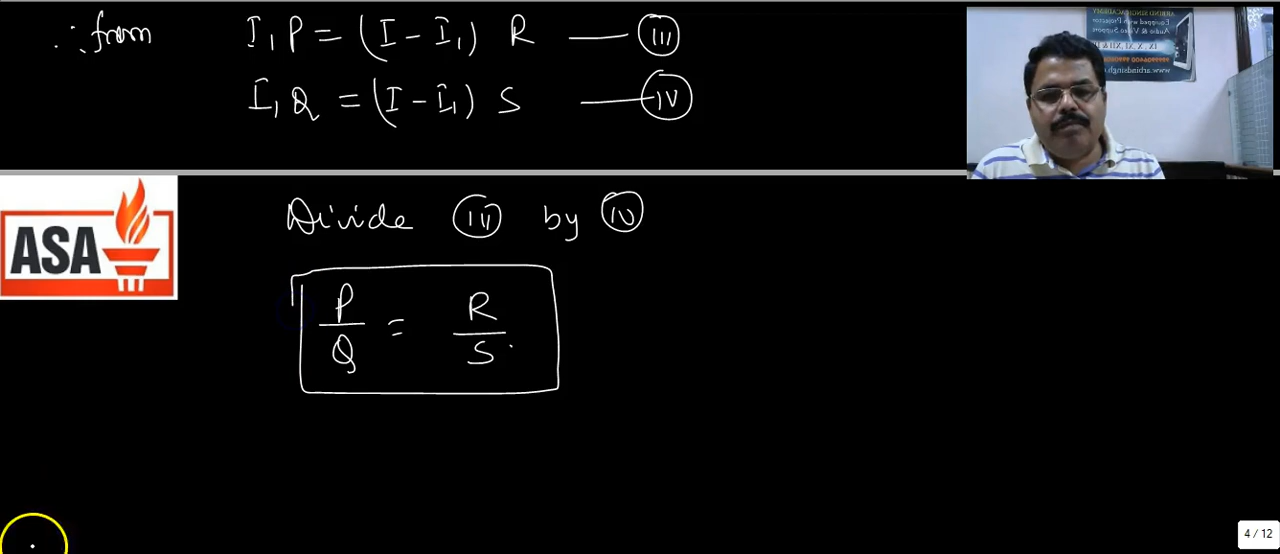 ∴ from I₁P = (I - I₁) R — (III)
I₁Q = (I - I₁) S — (IV)
Divide (III) by (IV)
P/Q = R/S
ASA
4 / 12